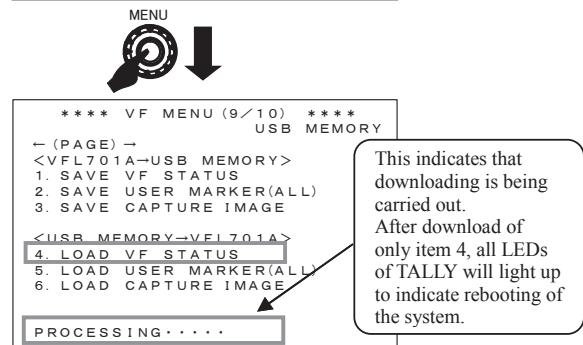 MENU
**** VF MENU (9/10) ****
USB MEMORY
← (PAGE) →
<VFL701A→USB MEMORY>
1. SAVE VF STATUS
2. SAVE USER MARKER(ALL)
3. SAVE CAPTURE IMAGE
<USB MEMORY→VFL701A>
4. LOAD VF STATUS
5. LOAD USER MARKER(ALL)
6. LOAD CAPTURE IMAGE
PROCESSING·····
This indicates that
downloading is being
carried out.
After download of
only item 4, all LEDs
of TALLY will light up
to indicate rebooting of
the system.